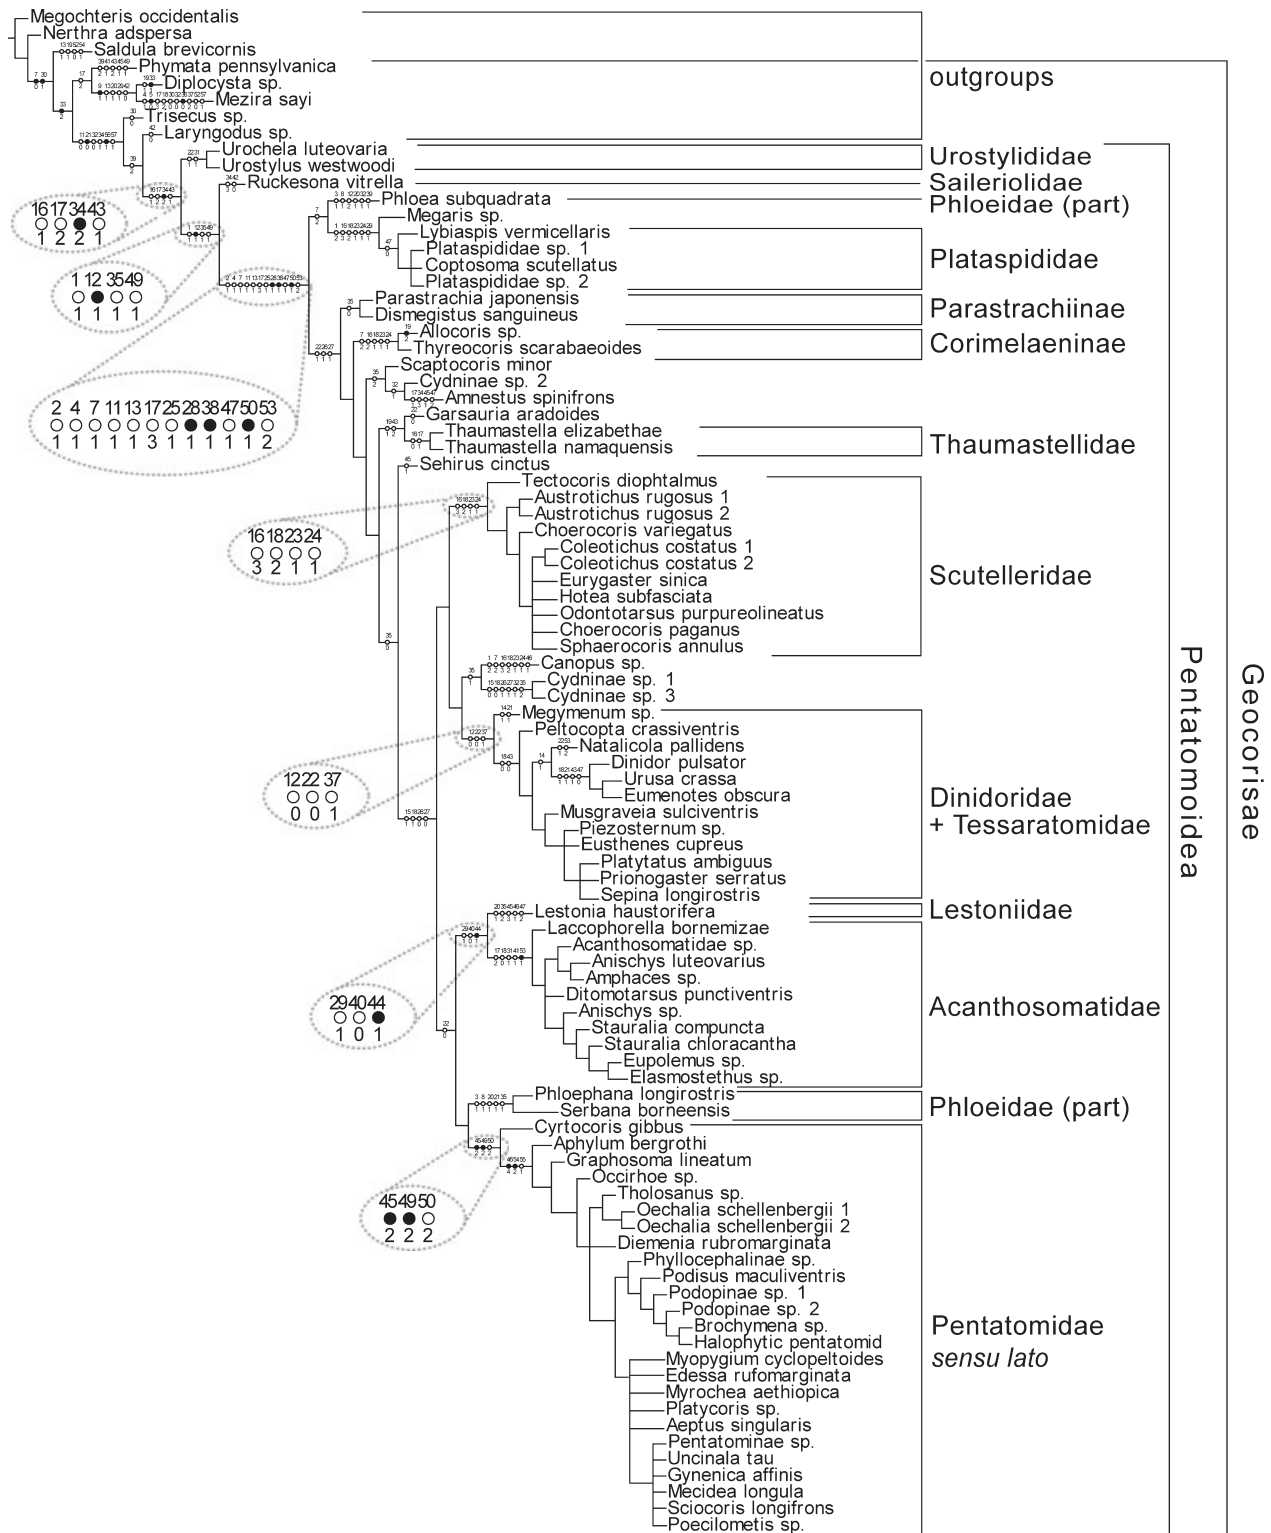 Megochteris occidentalis
Nerthra adspersa
Saldula brevicornis
Phymata pennsylvanica
outgroups
Diplocysta sp.
Mezira sayi
Trisecus sp.
Laryngodus sp.
Urochela luteovaria
Urostylididae
Urostylus westwoodi
Ruckesona vitrella
Saileriolidae
Phloea subquadrata
Phloeidae (part)
16 17 34 43
1 2 2 1
Megaris sp.
Lybiaspis vermicellaris
Plataspididae sp. 1
Plataspididae
Coptosoma scutellatus
Plataspididae sp. 2
1 12 35 49
1 1 1 1
Parastrachia japonensis
Parastrachiinae
Dismegistus sanguineus
Allocoris sp.
Corimelaeninae
Thyreocoris scarabaeoides
Scaptocoris minor
Cydninae sp. 2
Amnestus spinifrons
2 4 7 11 13 17 25 28 38 47 50 53
1 1 1 1 1 3 1 1 1 1 1 2
Garsauria aradoides
Thaumastella elizabethae
Thaumastellidae
Thaumastella namaquensis
Sehirus cinctus
Tectocoris diophtalmus
Austrotichus rugosus 1
Austrotichus rugosus 2
Choerocoris variegatus
16 18 23 24
3 2 1 1
Coleotichus costatus 1
Coleotichus costatus 2
Scutelleridae
Eurygaster sinica
Hotea subfasciata
Odontotarsus purpureolineatus
Choerocoris paganus
Sphaerocoris annulus
Canopus sp.
Cydninae sp. 1
Cydninae sp. 3
Pentatomoidea
Geocorisae
Megymenum sp.
Peltocopta crassiventris
Natalicola pallidens
Dinidor pulsator
12 22 37
0 0 1
Urusa crassa
Eumenotes obscura
Dinidoridae
+ Tessaratomidae
Musgraveia sulciventris
Piezosternum sp.
Eusthenes cupreus
Platytatus ambiguus
Prionogaster serratus
Sepina longirostris
Lestonia haustorifera
Lestoniidae
Laccophorella bornemizae
Acanthosomatidae sp.
Anischys luteovarius
Amphaces sp.
Ditomotarsus punctiventris
Acanthosomatidae
29 40 44
1 0 1
Anischys sp.
Stauralia compuncta
Stauralia chloracantha
Eupolemus sp.
Elasmostethus sp.
Phloephana longirostris
Phloeidae (part)
Serbana borneensis
Cyrtocoris gibbus
Aphylum bergrothi
Graphosoma lineatum
Occirhoe sp.
Tholosanus sp.
45 49 50
2 2 2
Oechalia schellenbergii 1
Oechalia schellenbergii 2
Diemenia rubromarginata
Phyllocephalinae sp.
Podisus maculiventris
Podopinae sp. 1
Podopinae sp. 2
Brochymena sp.
Halophytic pentatomid
Pentatomidae
sensu lato
Myopygium cyclopeltoides
Edessa rufomarginata
Myrochea aethiopica
Platycoris sp.
Aeptus singularis
Pentatominae sp.
Uncinala tau
Gynenica affinis
Mecidea longula
Sciocoris longifrons
Poecilometis sp.